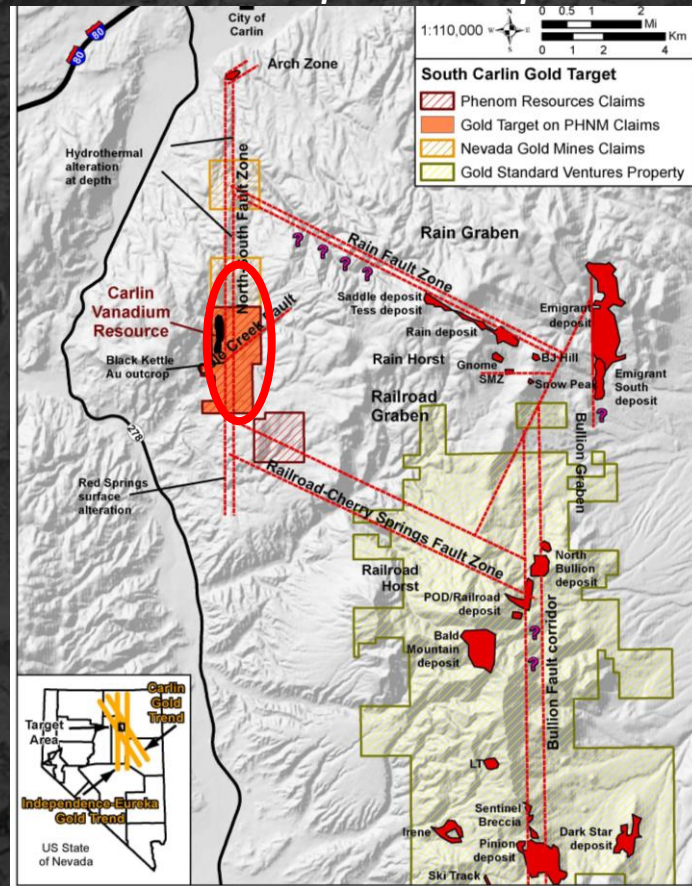 City of
Carlin
80
80
1:110,000
0 0.5 1 2
Mi
Km
0 1 2 4
South Carlin Gold Target
Phenom Resources Claims
Gold Target on PHNM Claims
Nevada Gold Mines Claims
Gold Standard Ventures Property
Arch Zone
Hydrothermal
alteration
at depth
North-South Fault Zone
Rain Graben
Rain Fault Zone
? ? ? ?
Carlin
Vanadium
Resource
Creek Fault
Black Kettle
Au outcrop
Saddle deposit
Tess deposit
Rain deposit
Emigrant
deposit
Rain Horst
Gnome
BJ Hill
SMZ
Snow Peak
Emigrant
South
deposit
?
Railroad
Graben
Bullion Graben
278
Red Springs
surface
alteration
Railroad-Cherry Springs Fault Zone
Railroad
Horst
North
Bullion
deposit
POD/Railroad
deposit
?
?
Bald
Mountain
deposit
Bullion Fault corridor
LT
Sentinel
Breccia
Irene
Pinion
deposit
Dark Star
deposit
Ski Track
Carlin
Gold
Trend
Target
Area
Independence-Eureka
Gold Trend
US State
of Nevada